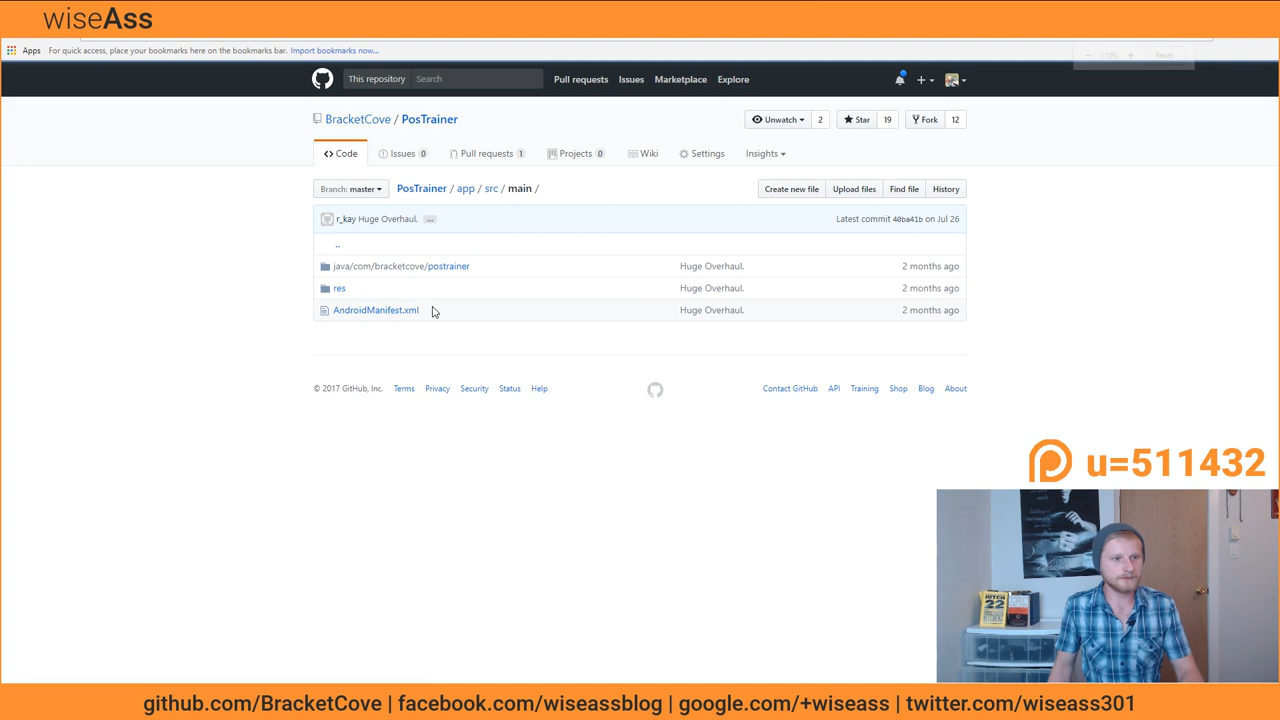 wiseAss
Apps For quick access, place your bookmarks here on the bookmarks bar. Import bookmarks now...
110% Reset
This repository Search Pull requests Issues Marketplace Explore
BracketCove / PosTrainer Unwatch 2 Star 19 Fork 12
Code Issues 0 Pull requests 1 Projects 0 Wiki Settings Insights
Branch: master PosTrainer / app / src / main / Create new file Upload files Find file History
r_kay Huge Overhaul. ... Latest commit 40ba41b on Jul 26
..
java/com/bracketcove/postrainer Huge Overhaul. 2 months ago
res Huge Overhaul. 2 months ago
AndroidManifest.xml Huge Overhaul. 2 months ago
© 2017 GitHub, Inc. Terms Privacy Security Status Help Contact GitHub API Training Shop Blog About
u=511432
HITCH
22
github.com/BracketCove | facebook.com/wiseassblog | google.com/+wiseass | twitter.com/wiseass301